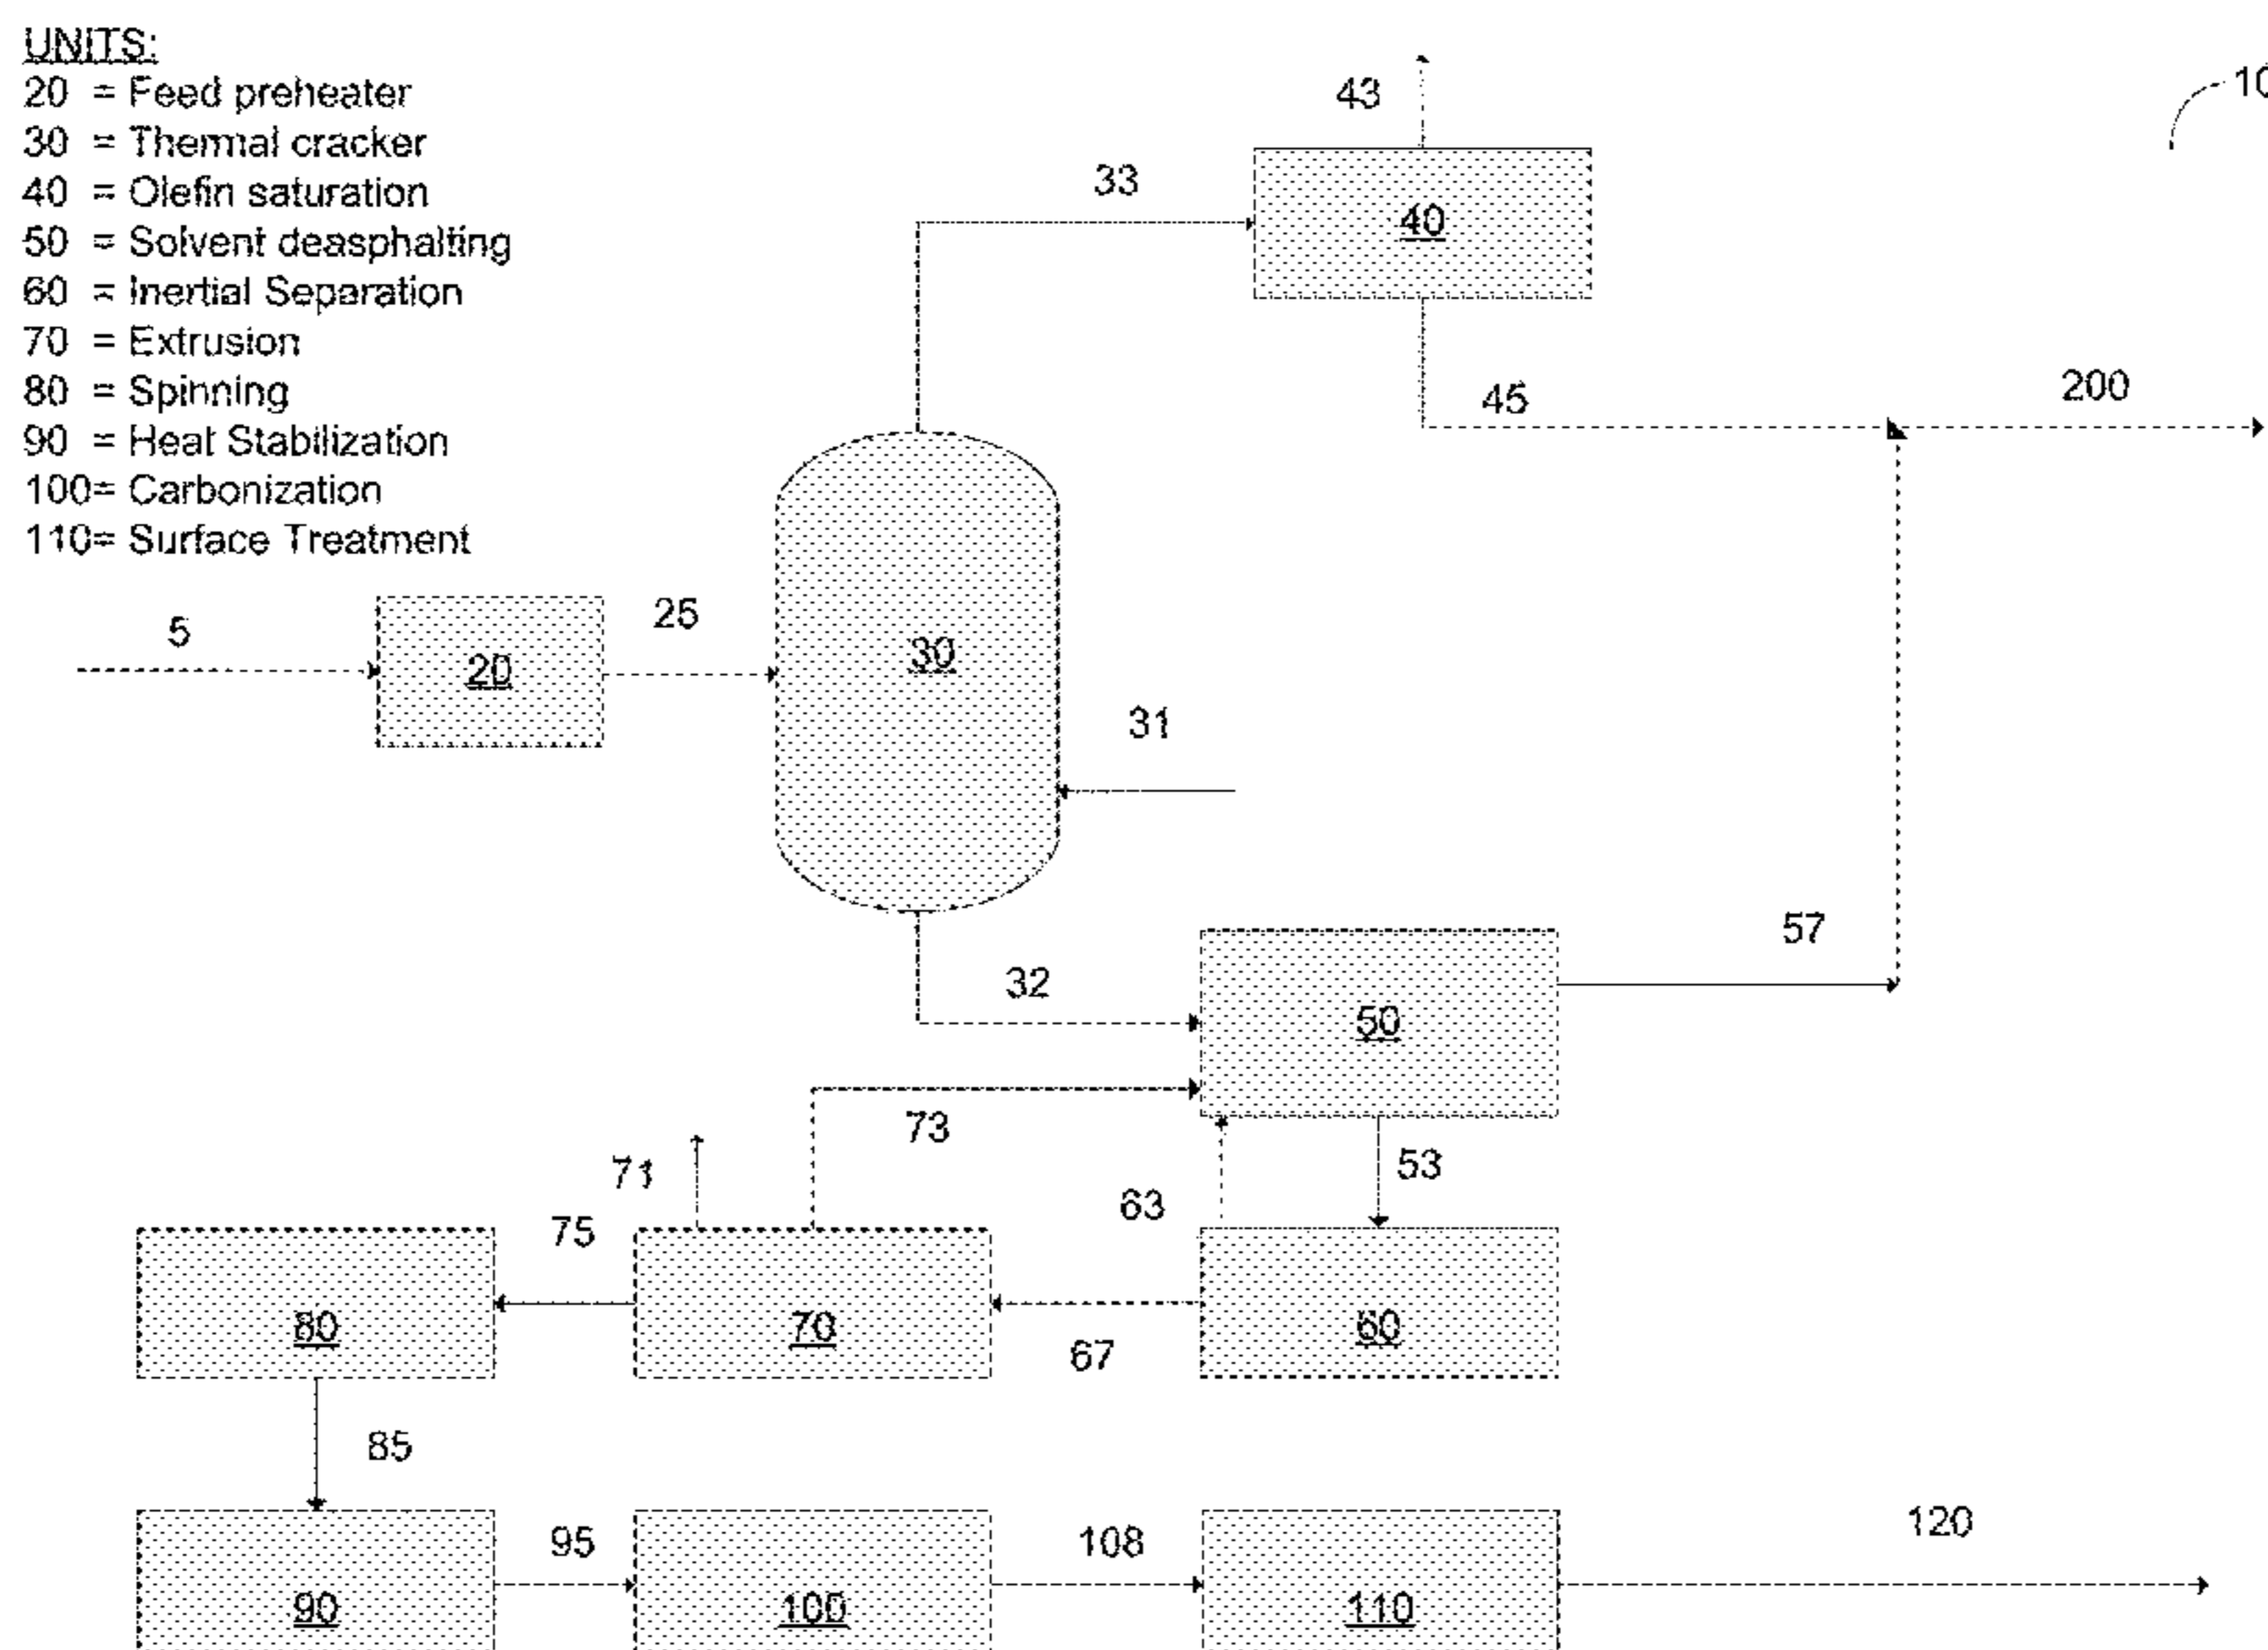 UNITS:
20 = Feed preheater
30 = Thermal cracker
40 = Olefin saturation
50 = Solvent deasphalting
60 = Inertial Separation
70 = Extrusion
80 = Spinning
90 = Heat Stabilization
100= Carbonization
110= Surface Treatment
10
43
33
40
45
200
5
20
25
30
31
32
50
57
73
71
53
63
75
80
70
67
60
85
95
108
120
90
100
110